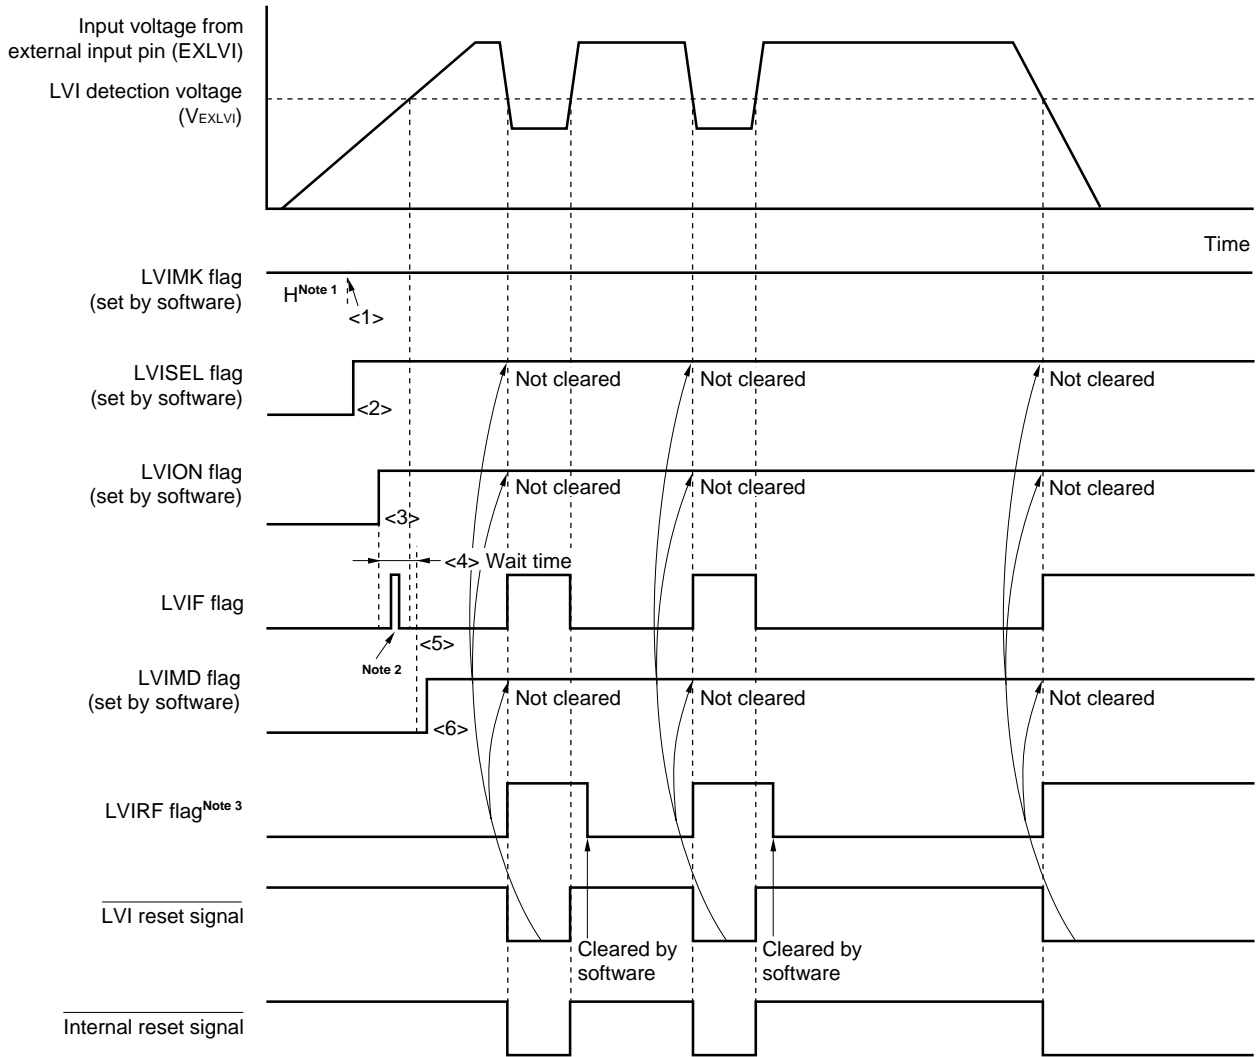 Input voltage from
external input pin (EXLVI)
LVI detection voltage
(VEXLVI)
Time
LVIMK flag
(set by software)
HNote 1
<1>
LVISEL flag
(set by software)
<2>
Not cleared
Not cleared
Not cleared
LVION flag
(set by software)
<3>
Not cleared
Not cleared
Not cleared
<4> Wait time
LVIF flag
Note 2
<5>
LVIMD flag
(set by software)
<6>
Not cleared
Not cleared
Not cleared
LVIRF flagNote 3
LVI reset signal
Cleared by
software
Cleared by
software
Internal reset signal